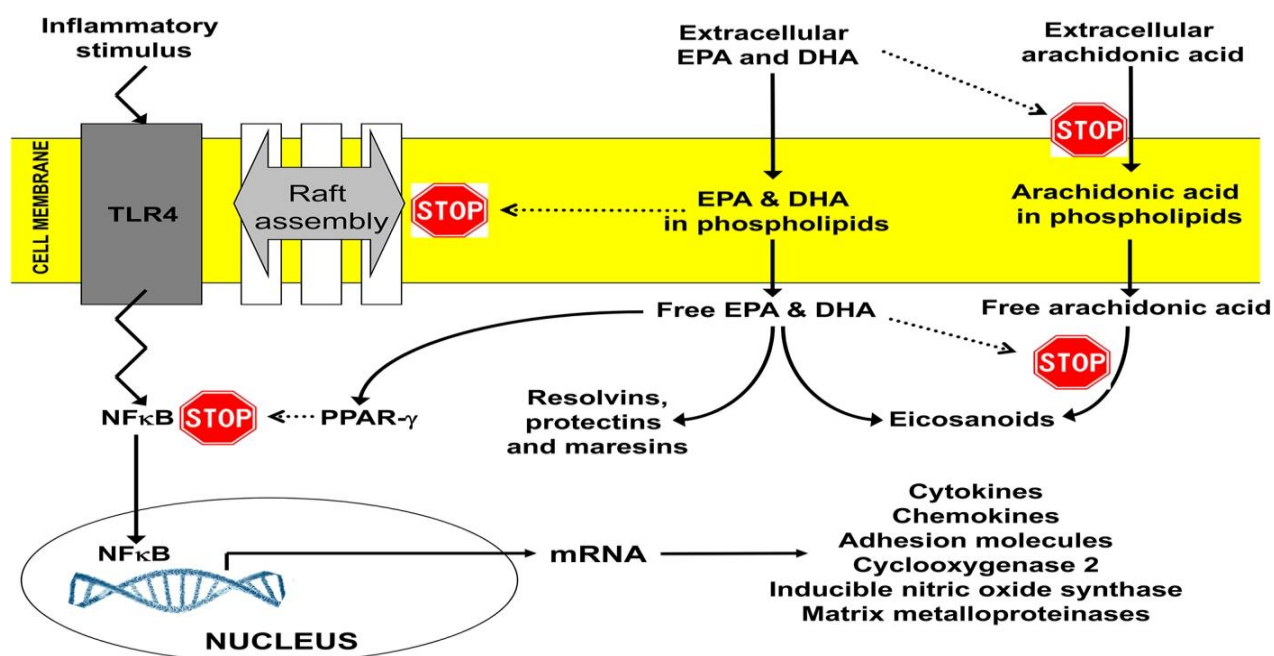 Inflammatory
stimulus
Extracellular
EPA and DHA
Extracellular
arachidonic acid
STOP
CELL MEMBRANE
TLR4
Raft
assembly
STOP
EPA & DHA
in phospholipids
Arachidonic acid
in phospholipids
Free EPA & DHA
Free arachidonic acid
STOP
NFκB
STOP
PPAR-γ
Resolvins,
protectins
and maresins
Eicosanoids
NFκB
mRNA
Cytokines
Chemokines
Adhesion molecules
Cyclooxygenase 2
Inducible nitric oxide synthase
Matrix metalloproteinases
NUCLEUS